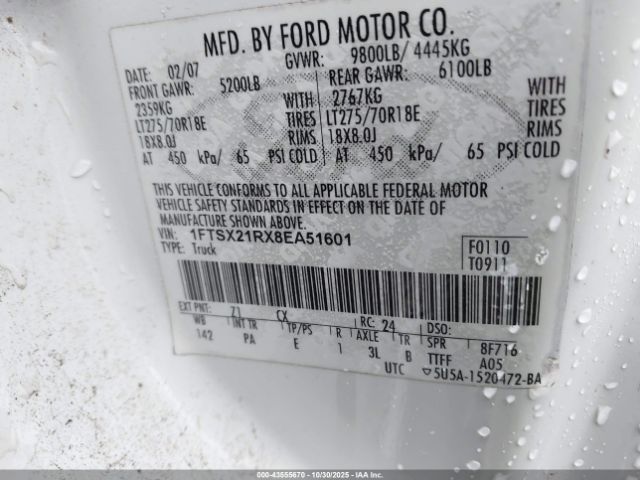 MFD. BY FORD MOTOR CO.
DATE: 02/07 GVWR: 9800LB/ 4445KG
FRONT GAWR: 5200LB REAR GAWR: 6100LB
2359KG WITH 2767KG WITH
LT275/70R18E TIRES LT275/70R18E TIRES
18X8.0J RIMS 18X8.0J RIMS
AT 450 kPa/ 65 PSI COLD AT 450 kPa/ 65 PSI COLD
THIS VEHICLE CONFORMS TO ALL APPLICABLE FEDERAL MOTOR
VEHICLE SAFETY STANDARDS IN EFFECT ON THE DATE OF
MANUFACTURE SHOWN ABOVE.
VIN: 1FTSX21RX8EA51601
TYPE: Truck
F0110
T0911
EXT PNT: Z1 CX RC: 24 DSO:
WB INT TR TP/PS R AXLE TR SPR 8F716
142 PA E 1 3L B TTFF A05
UTC ▽5U5A-1520472-BA
000-43555670 | 10/30/2025 | IAAI.COM